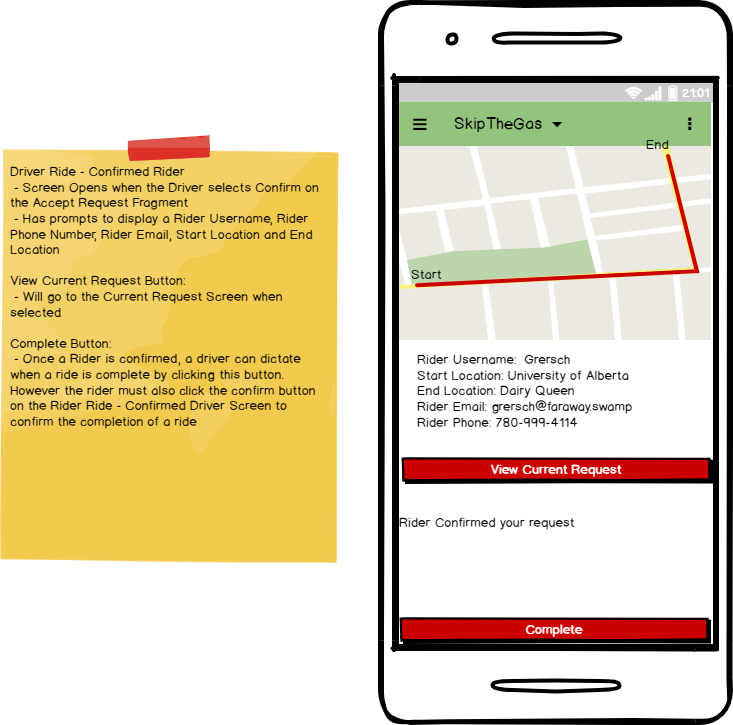 Driver Ride - Confirmed Rider
- Screen Opens when the Driver selects Confirm on
the Accept Request Fragment
- Has prompts to display a Rider Username, Rider
Phone Number, Rider Email, Start Location and End
Location
View Current Request Button:
- Will go to the Current Request Screen when
selected
Complete Button:
- Once a Rider is confirmed, a driver can dictate
when a ride is complete by clicking this button.
However the rider must also click the confirm button
on the Rider Ride - Confirmed Driver Screen to
confirm the completion of a ride
21:01
SkipTheGas
End
Start
Rider Username: Grersch
Start Location: University of Alberta
End Location: Dairy Queen
Rider Email: grersch@faraway.swamp
Rider Phone: 780-999-4114
View Current Request
Rider Confirmed your request
Complete